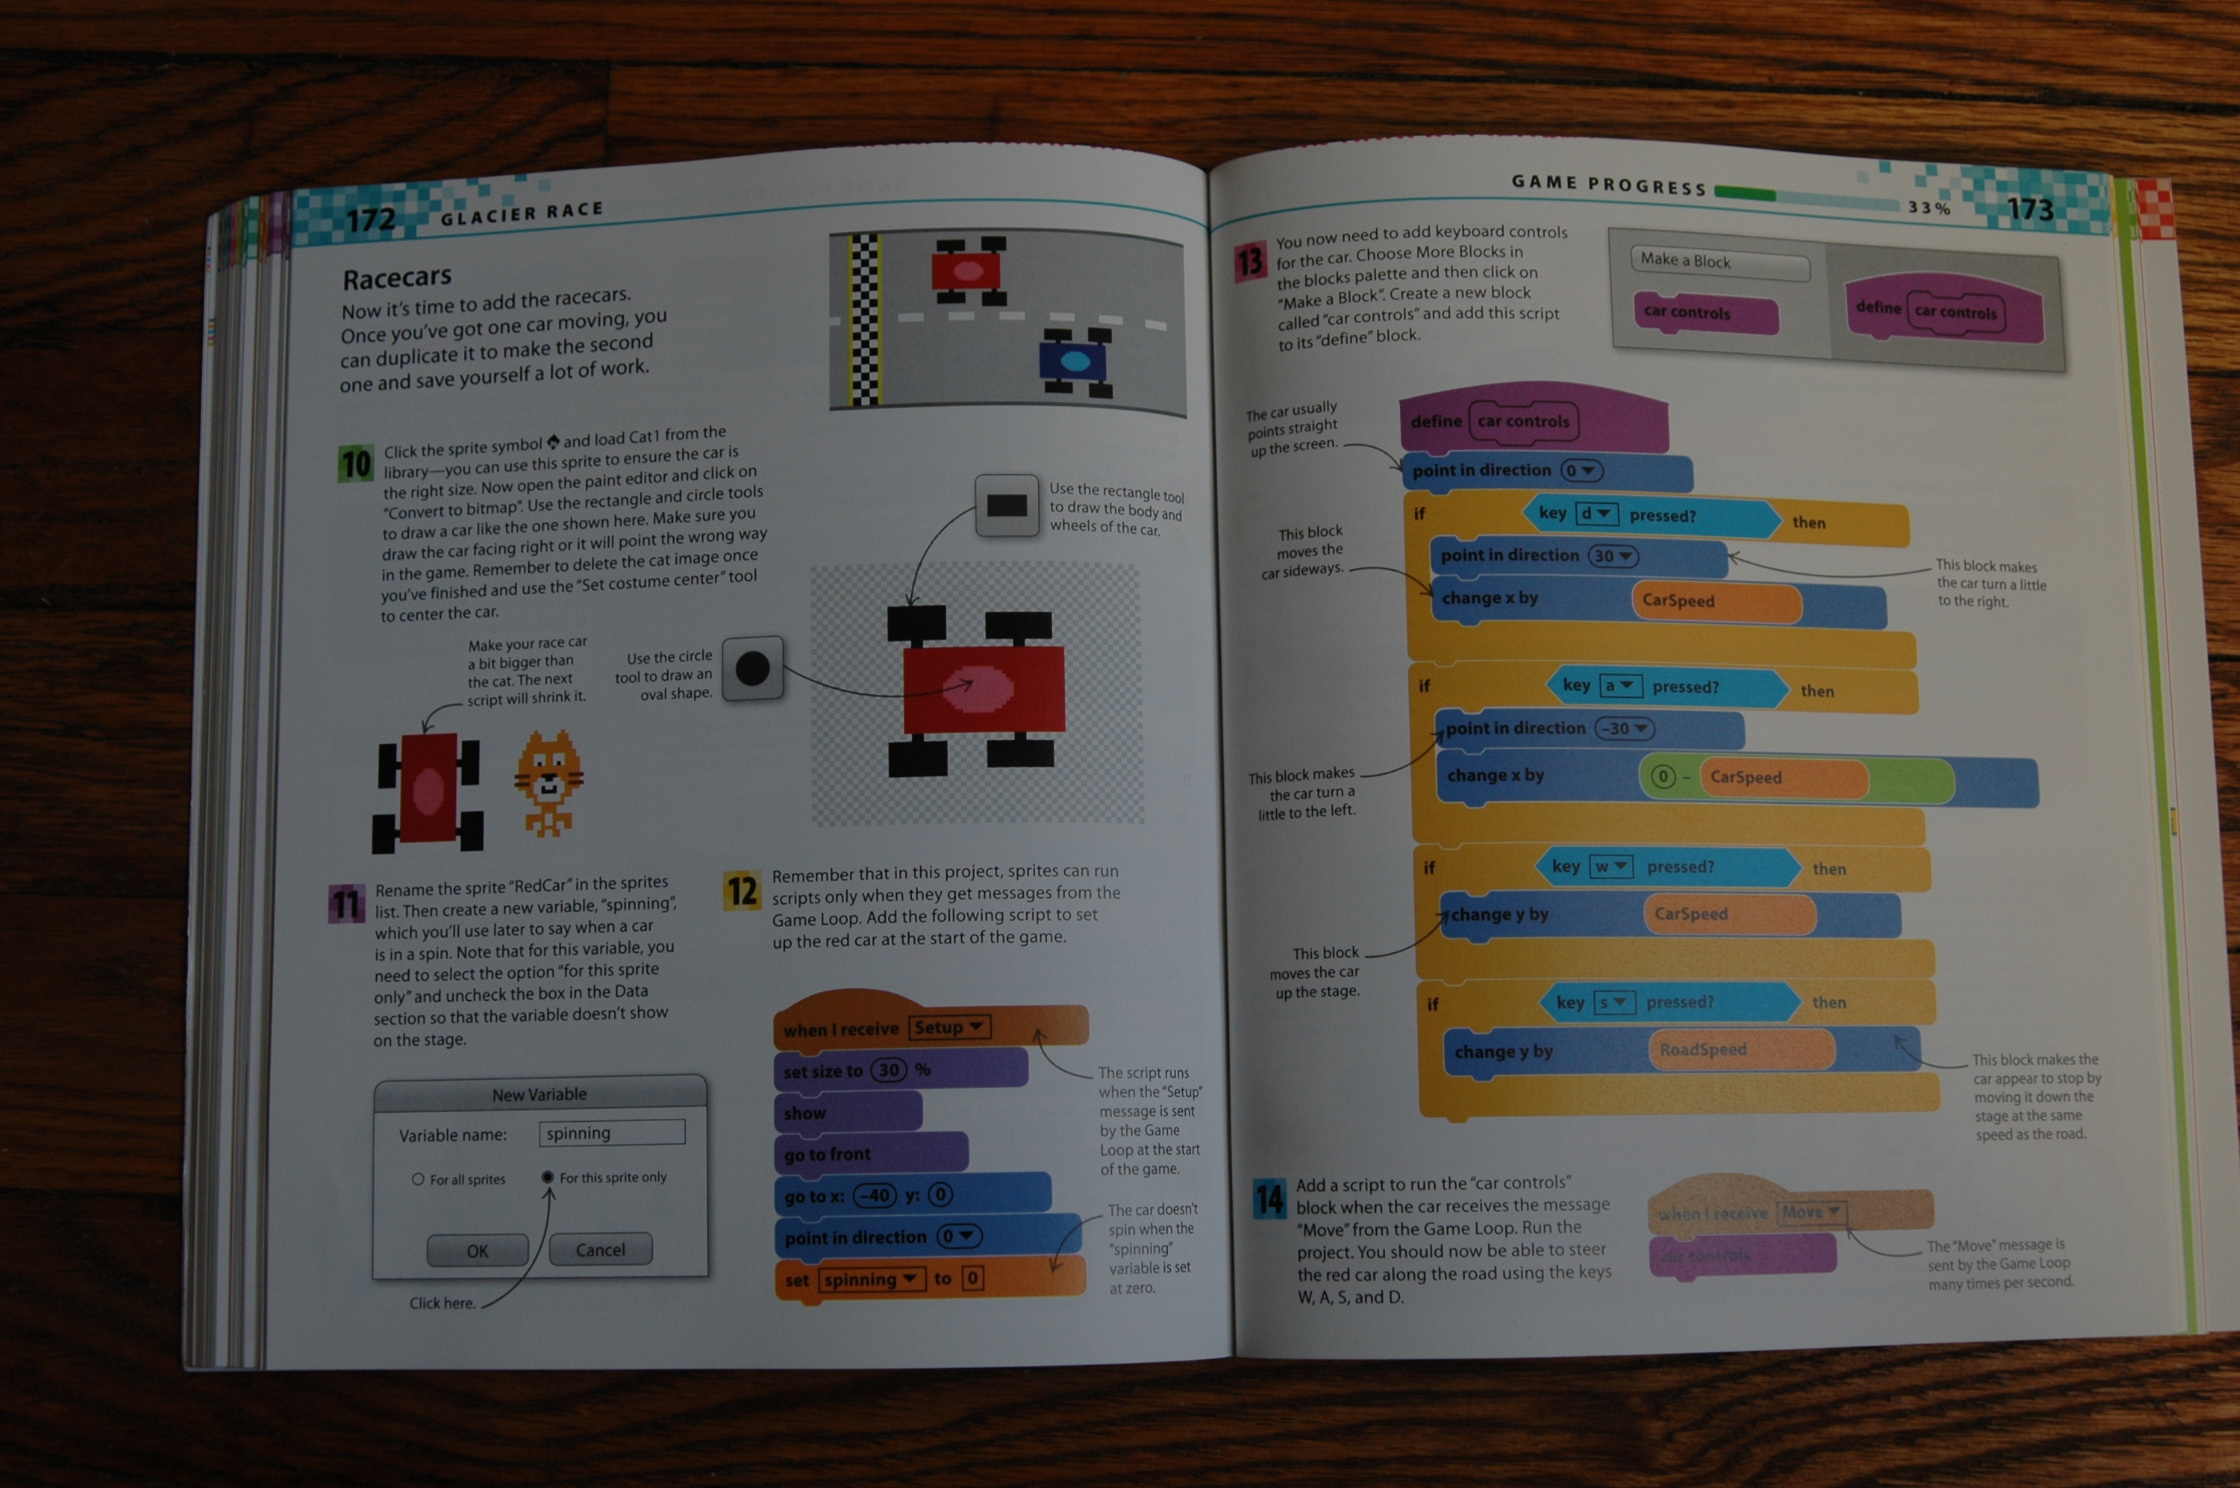 172 GLACIER RACE
Racecars
Now it's time to add the racecars.
Once you've got one car moving, you
can duplicate it to make the second
one and save yourself a lot of work.
10
Click the sprite symbol and load Cat1 from the
library—you can use this sprite to ensure the car is
the right size. Now open the paint editor and click on
"Convert to bitmap". Use the rectangle and circle tools
to draw a car like the one shown here. Make sure you
draw the car facing right or it will point the wrong way
in the game. Remember to delete the cat image once
you've finished and use the "Set costume center" tool
to center the car.
Use the rectangle tool
to draw the body and
wheels of the car.
Make your race car
a bit bigger than
the cat. The next
script will shrink it.
Use the circle
tool to draw an
oval shape.
11
Rename the sprite "RedCar" in the sprites
list. Then create a new variable, "spinning",
which you'll use later to say when a car
is in a spin. Note that for this variable, you
need to select the option "for this sprite
only" and uncheck the box in the Data
section so that the variable doesn't show
on the stage.
New Variable
Variable name: spinning
For all sprites For this sprite only
OK Cancel
Click here.
12
Remember that in this project, sprites can run
scripts only when they get messages from the
Game Loop. Add the following script to set
up the red car at the start of the game.
when I receive Setup
set size to 30 %
show
go to front
go to x: -40 y: 0
point in direction 0
set spinning to 0
The script runs
when the "Setup"
message is sent
by the Game
Loop at the start
of the game.
The car doesn't
spin when the
"spinning"
variable is set
at zero.
GAME PROGRESS 33% 173
13
You now need to add keyboard controls
for the car. Choose More Blocks in
the blocks palette and then click on
"Make a Block". Create a new block
called "car controls" and add this script
to its "define" block.
Make a Block
car controls
define car controls
The car usually
points straight
up the screen.
define car controls
point in direction 0
if key d pressed? then
point in direction 30
change x by CarSpeed
This block
moves the
car sideways.
This block makes
the car turn a little
to the right.
if key a pressed? then
point in direction -30
change x by 0 - CarSpeed
This block makes
the car turn a
little to the left.
if key w pressed? then
change y by CarSpeed
This block
moves the car
up the stage.
if key s pressed? then
change y by RoadSpeed
This block makes the
car appear to stop by
moving it down the
stage at the same
speed as the road.
14
Add a script to run the "car controls"
block when the car receives the message
"Move" from the Game Loop. Run the
project. You should now be able to steer
the red car along the road using the keys
W, A, S, and D.
when I receive Move
car controls
The "Move" message is
sent by the Game Loop
many times per second.